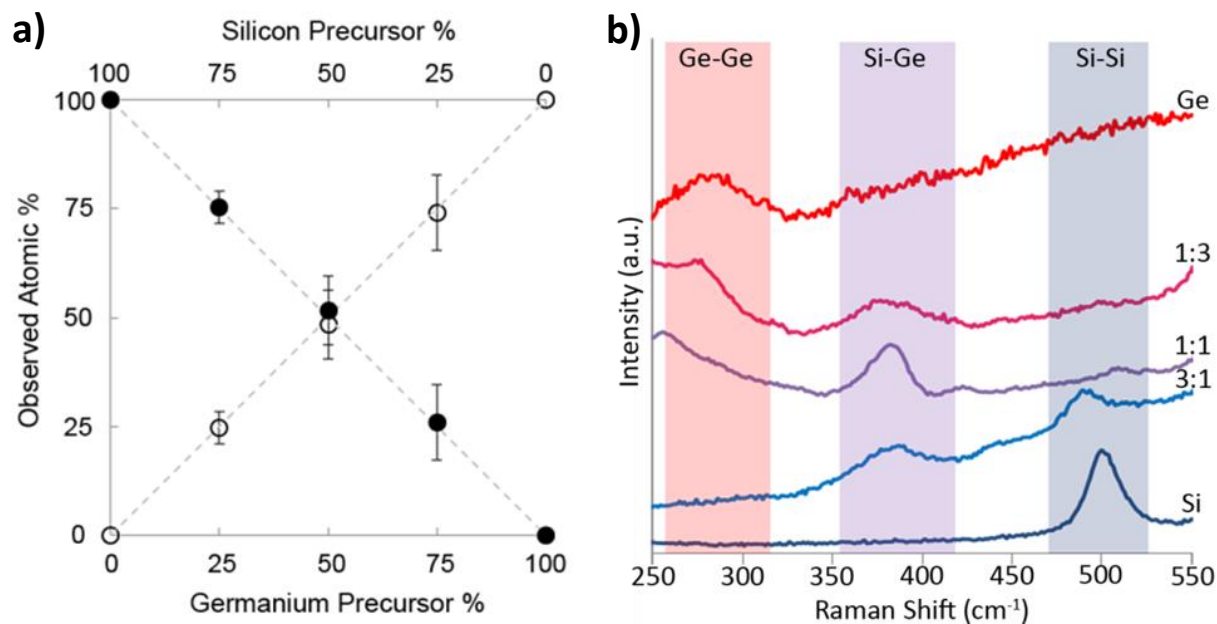 a)
Silicon Precursor %
100 75 50 25 0
Observed Atomic %
100
75
50
25
0
0 25 50 75 100
Germanium Precursor %
b)
Ge-Ge Si-Ge Si-Si
Ge
1:3
1:1
3:1
Si
Intensity (a.u.)
250 300 350 400 450 500 550
Raman Shift (cm⁻¹)